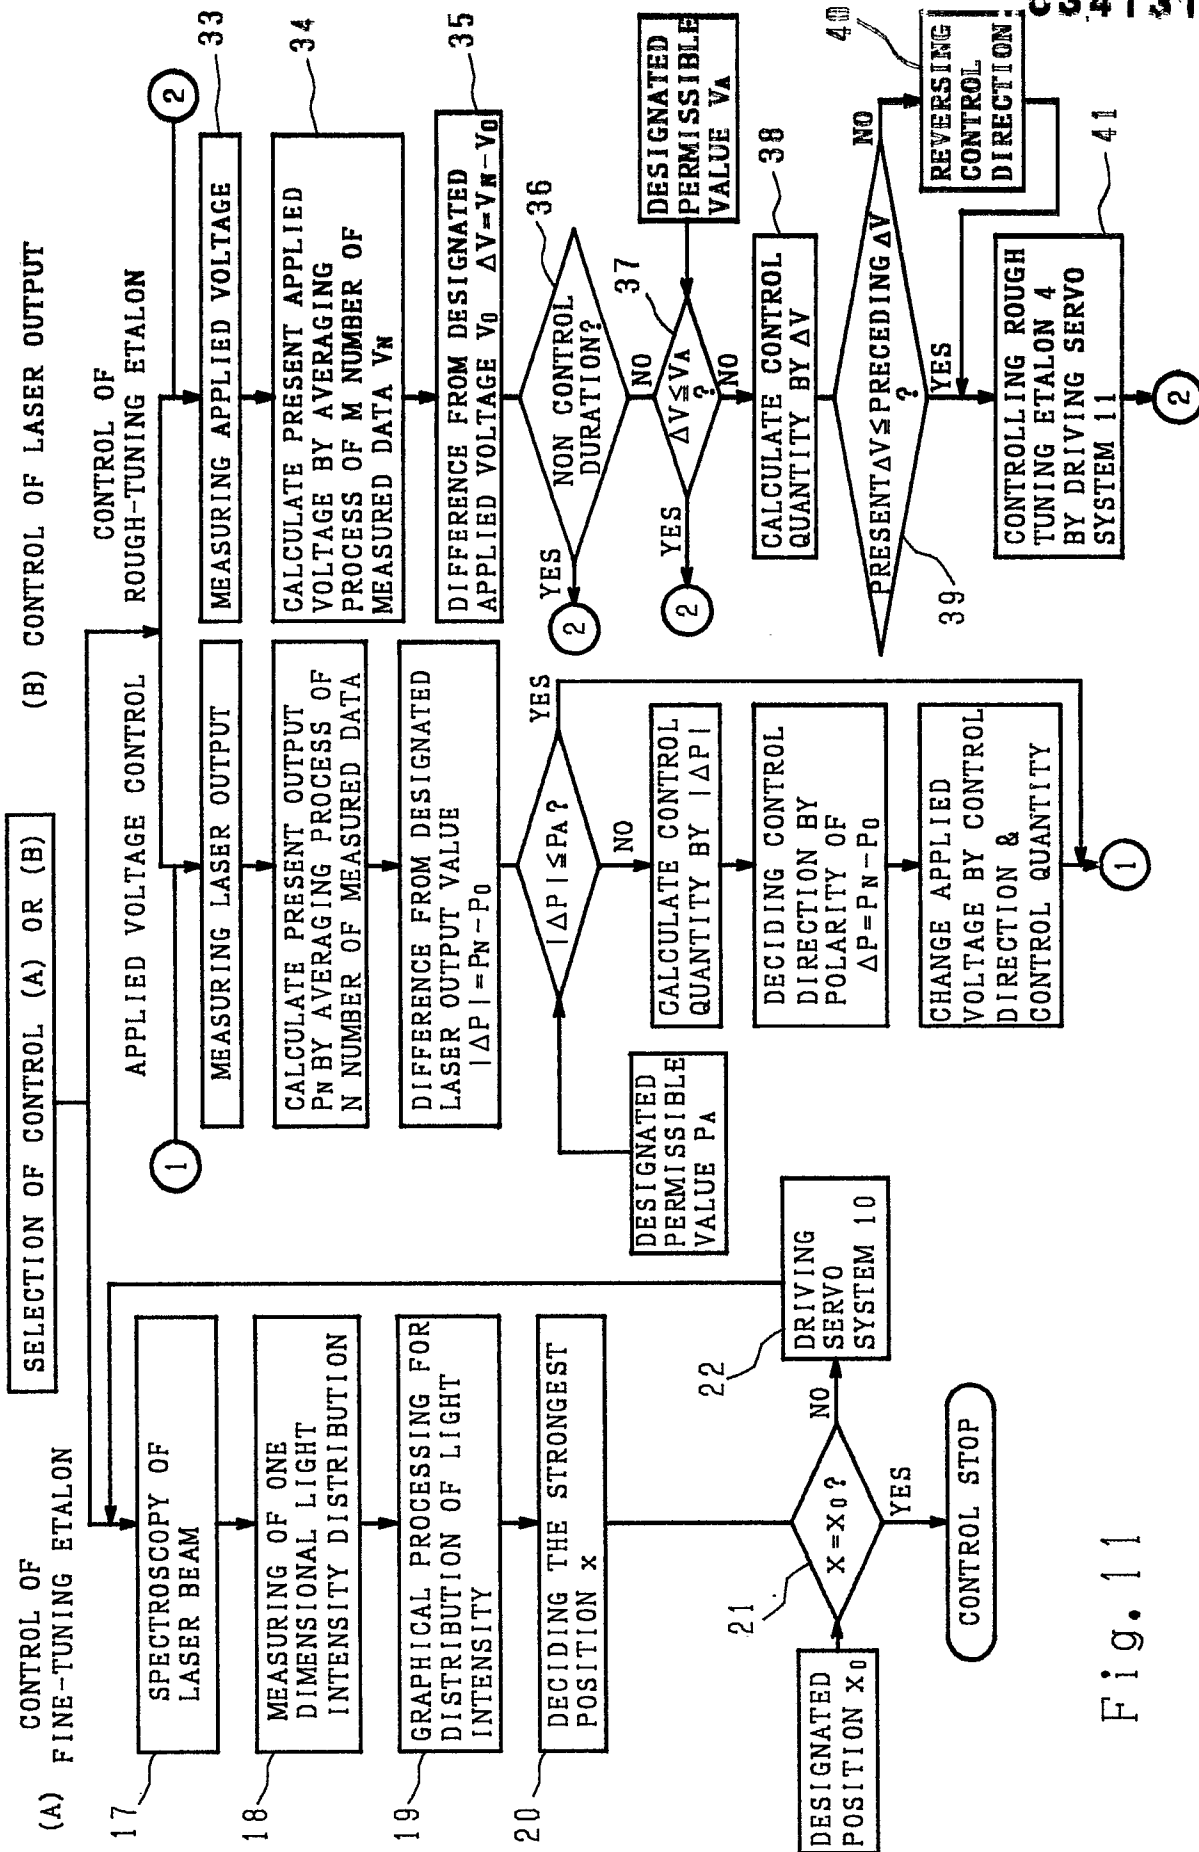 SELECTION OF CONTROL (A) OR (B)
CONTROL OF
(A) FINE-TUNING ETALON
17
SPECTROSCOPY OF
LASER BEAM
18
MEASURING OF ONE
DIMENSIONAL LIGHT
INTENSITY DISTRIBUTION
19
GRAPHICAL PROCESSING FOR
DISTRIBUTION OF LIGHT
INTENSITY
20
DECIDING THE STRONGEST
POSITION x
DESIGNATED
POSITION X0
21
X=X0?
NO
YES
22
DRIVING
SERVO
SYSTEM 10
CONTROL STOP
(B) CONTROL OF LASER OUTPUT
APPLIED VOLTAGE CONTROL
1
MEASURING LASER OUTPUT
CALCULATE PRESENT OUTPUT
PN BY AVERAGING PROCESS OF
N NUMBER OF MEASURED DATA
DIFFERENCE FROM DESIGNATED
LASER OUTPUT VALUE
|ΔP|=PN-P0
DESIGNATED
PERMISSIBLE
VALUE PA
|ΔP|≦PA?
YES
NO
CALCULATE CONTROL
QUANTITY BY |ΔP|
DECIDING CONTROL
DIRECTION BY
POLARITY OF
ΔP=PN-P0
CHANGE APPLIED
VOLTAGE BY CONTROL
DIRECTION &
CONTROL QUANTITY
1
CONTROL OF
ROUGH-TUNING ETALON
2
33
MEASURING APPLIED VOLTAGE
34
CALCULATE PRESENT APPLIED
VOLTAGE BY AVERAGING
PROCESS OF M NUMBER OF
MEASURED DATA VN
35
DIFFERENCE FROM DESIGNATED
APPLIED VOLTAGE V0 ΔV=VN-V0
36
NON CONTROL
DURATION?
YES
2
NO
DESIGNATED
PERMISSIBLE
VALUE VA
37
ΔV≦VA
?
YES
2
NO
38
CALCULATE CONTROL
QUANTITY BY ΔV
39
PRESENTΔV≦PRECEDING ΔV
?
NO
YES
40
REVERSING
CONTROL
DIRECTION
41
CONTROLLING ROUGH
TUNING ETALON 4
BY DRIVING SERVO
SYSTEM 11
2
Fig. 11